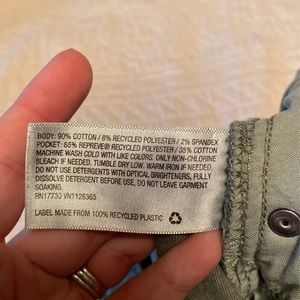 BODY: 90% COTTON / 8% RECYCLED POLYESTER / 2% SPANDEX
POCKET: 65% REPREVE® RECYCLED POLYESTER / 35% COTTON
MACHINE WASH COLD WITH LIKE COLORS. ONLY NON-CHLORINE
BLEACH IF NEEDED. TUMBLE DRY LOW. WARM IRON IF NEEDED.
DO NOT USE DETERGENTS WITH OPTICAL BRIGHTENERS, FULLY
DISSOLVE DETERGENT BEFORE USE, DO NOT LEAVE GARMENT
SOAKING.
RN17730 VN1126365
LABEL MADE FROM 100% RECYCLED PLASTIC